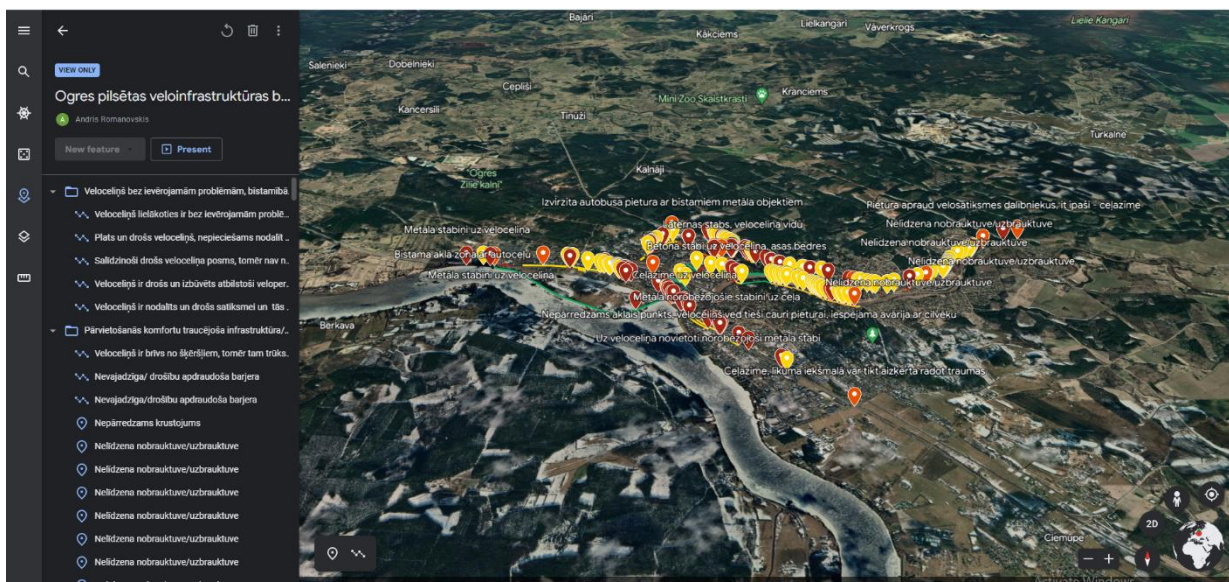 VIEW ONLY
Ogres pilsētas veloinfrastruktūras b...
A Andris Romanovskis
New feature
Present
Veloceliņš bez ievērojamām problēmām, bīstamībā.
Veloceliņš lielākoties ir bez ievērojamām problē..
Plats un drošs veloceliņš, nepieciešams nodalīt ..
Salīdzinoši drošs veloceliņa posms, tomēr nav n..
Veloceliņš ir drošs un izbūvēts atbilstoši veloper..
Veloceliņš ir nodalīts un drošs satiksmei un tās ..
Pārvietošanās komfortu traucējoša infrastruktūra/..
Veloceliņš ir brīvs no šķēršļiem, tomēr tam trūks..
Nevajadzīga/ drošību apdraudoša barjera
Nevajadzīga/drošību apdraudoša barjera
Nepārredzams krustojums
Nelīdzena nobrauktuve/uzbrauktuve
Nelīdzena nobrauktuve/uzbrauktuve
Nelīdzena nobrauktuve/uzbrauktuve
Nelīdzena nobrauktuve/uzbrauktuve
Nelīdzena nobrauktuve/uzbrauktuve
Nelīdzena nobrauktuve/uzbrauktuve
Bajāri
Lielkangari
Vāverkrogs
Lielie Kangari
Kākciems
Salenieki
Dobelnieki
Ceplīši
Kranciems
Mini Zoo Skaistkrasti
Kancersili
Tīnūži
Turkalne
Kalnāji
"Ogres
Zilie kalni"
Izvirzīta autobusa pietura ar bīstamiem metāla objektiem
Pietura apraud velosatiksmes dalībniekus, it īpaši - ceļazīme
Metāla stabiņi uz veloceliņa
Laternas stabs, veloceliņa vidū
Nelīdzena nobrauktuve/uzbrauktuve
Betona stabi uz veloceliņa, asas bedres
Nelīdzena nobrauktuve/uzbrauktuve
Bīstama aklā zona ar autoceļu
Nelīdzena nobrauktuve/uzbrauktuve
Metāla stabiņi uz veloceliņa
Ceļazīme uz veloceliņa
Nelīdzena nobrauktuve/uzbrauktuve
Metāla norobežojošie stabiņi uz ceļa
Nepārredzams aklais punkts, veloceliņš ved tieši cauri pieturai, iespējama avārija ar cilvēku
Berkava
Uz veloceliņa novietoti norobežojoši metāla stabi
Ceļazīme, līkuma iekšmalā var tikt aizķerta radot traumas
Ciemupe
2D
Activate Windows